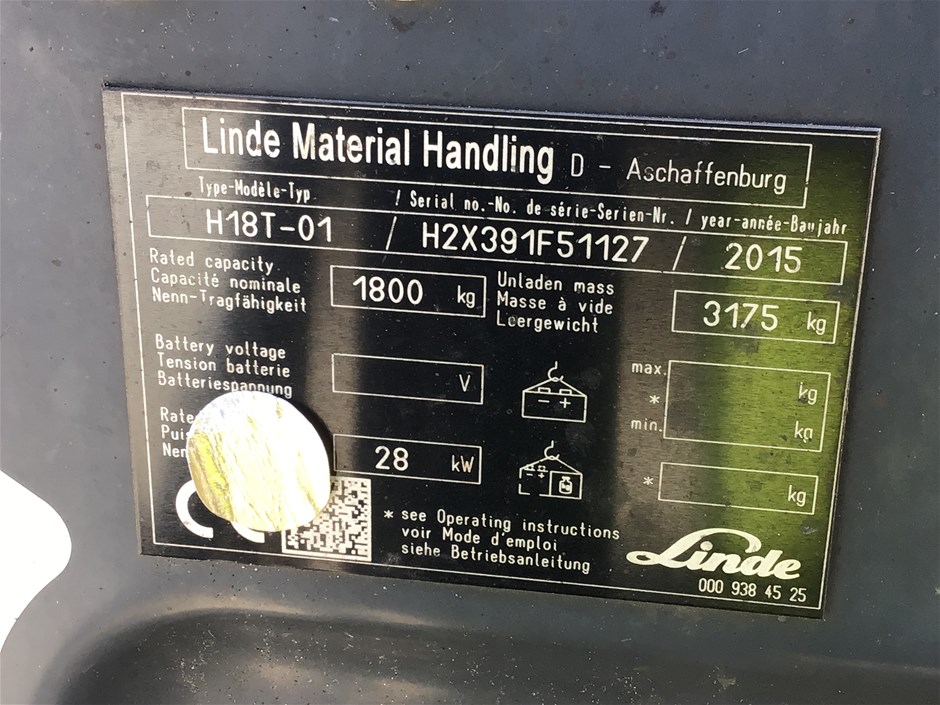 Linde Material Handling D - Aschaffenburg
Type-Modèle-Typ / Serial no.-No. de série-Serien-Nr. / year-année-Baujahr
H18T-01 / H2X391F51127 / 2015
Rated capacity
Capacité nominale
Nenn-Tragfähigkeit
1800 kg
Unladen mass
Masse à vide
Leergewicht
3175 kg
Battery voltage
Tension batterie
Batteriespannung
V
- +
max.
*
min.
kg
kg
28 kW
- +
*
kg
* see Operating instructions
voir Mode d'emploi
siehe Betriebsanleitung
Linde
000 938 45 25